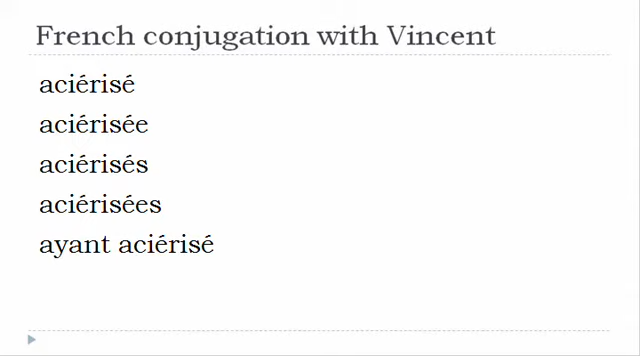 French conjugation with Vincent
aciérisé
aciérisée
aciérisés
aciérisées
ayant aciérisé